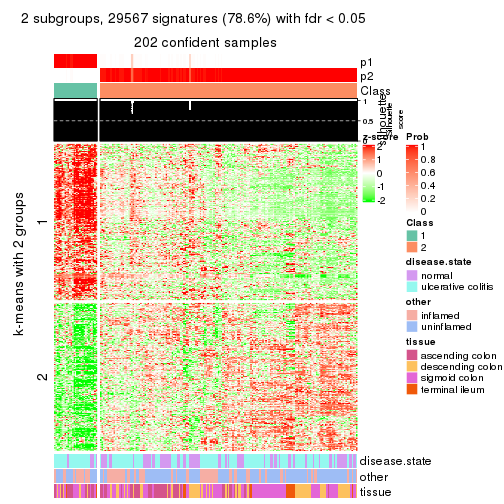 2 subgroups, 29567 signatures (78.6%) with fdr < 0.05
202 confident samples
p1
p2
Class
1
0.5
0
silhouette
silhouette
score
k-means with 2 groups
1
2
disease.state
other
tissue
z-score
2
1
0
-1
-2
Prob
1
0.8
0.6
0.4
0.2
0
Class
1
2
disease.state
normal
ulcerative colitis
other
inflamed
uninflamed
tissue
ascending colon
descending colon
sigmoid colon
terminal ileum